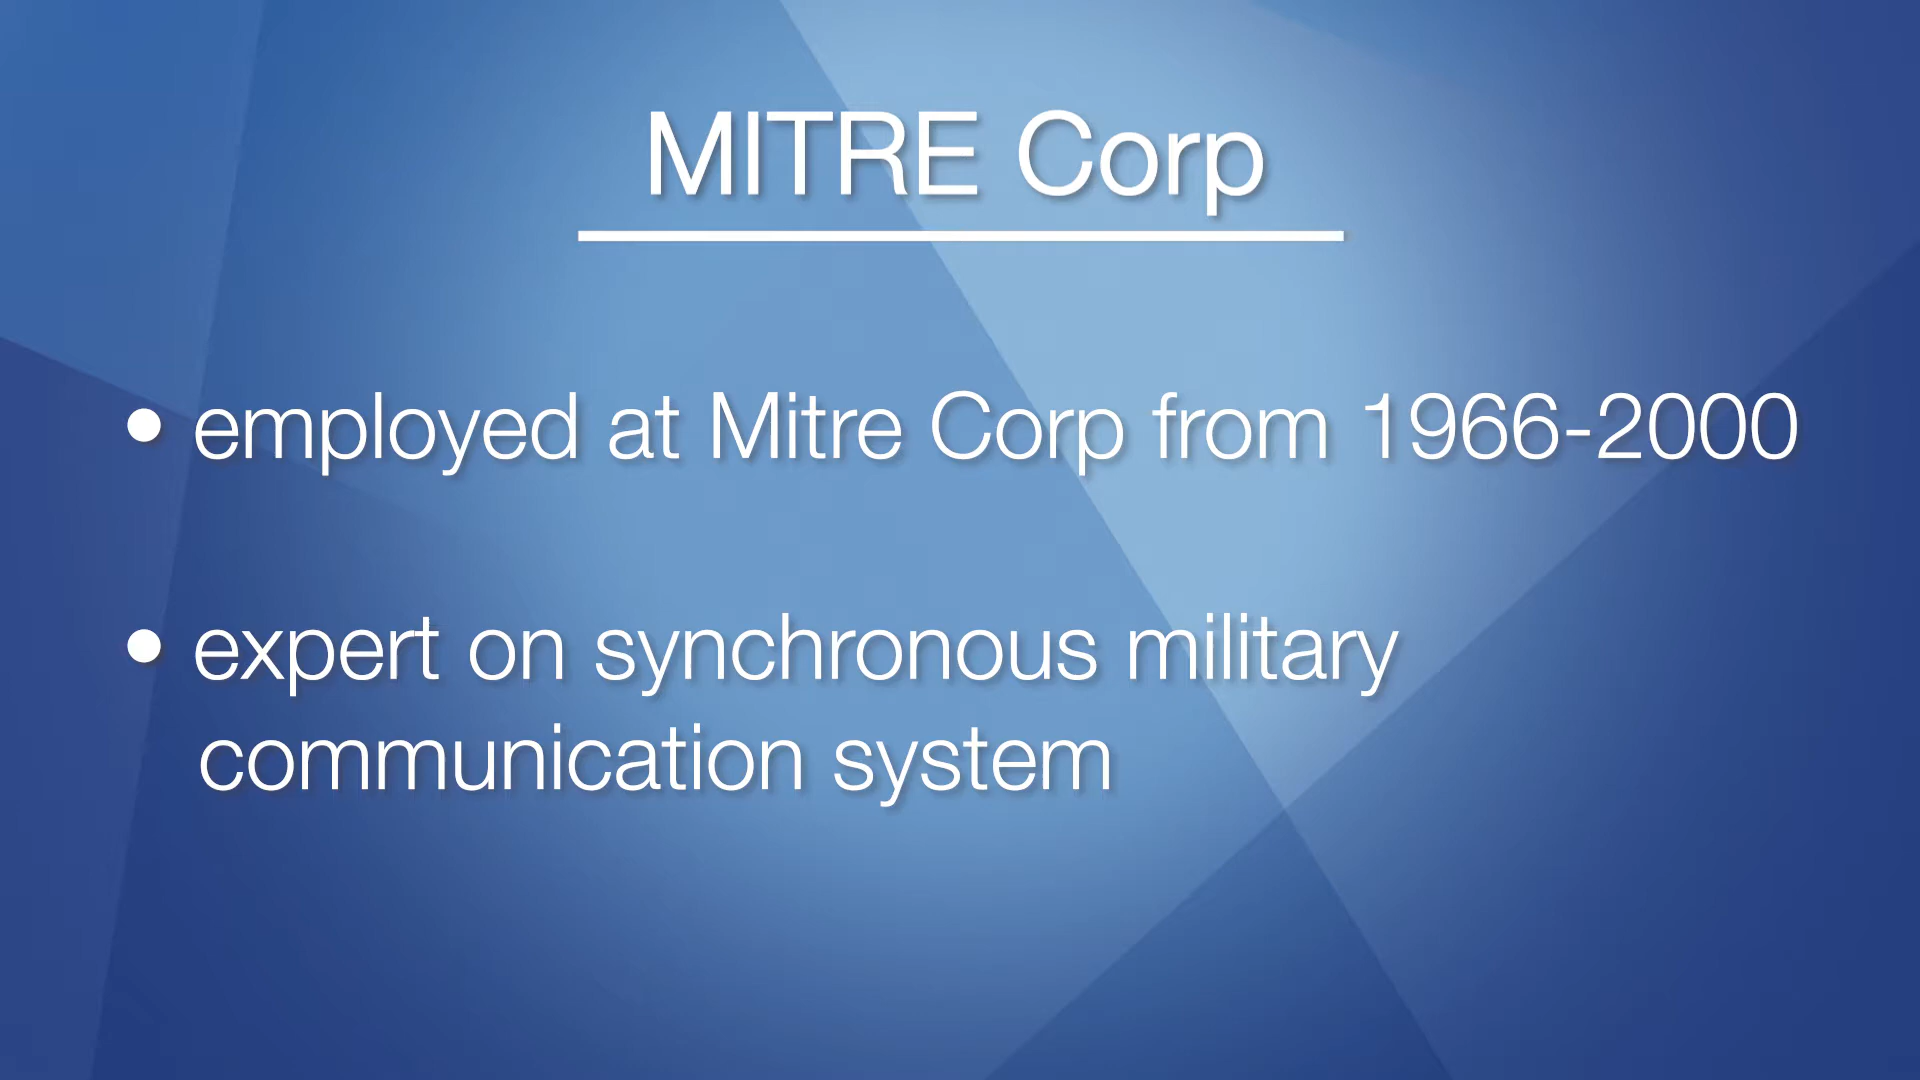 MITRE Corp
• employed at Mitre Corp from 1966-2000
• expert on synchronous military
communication system